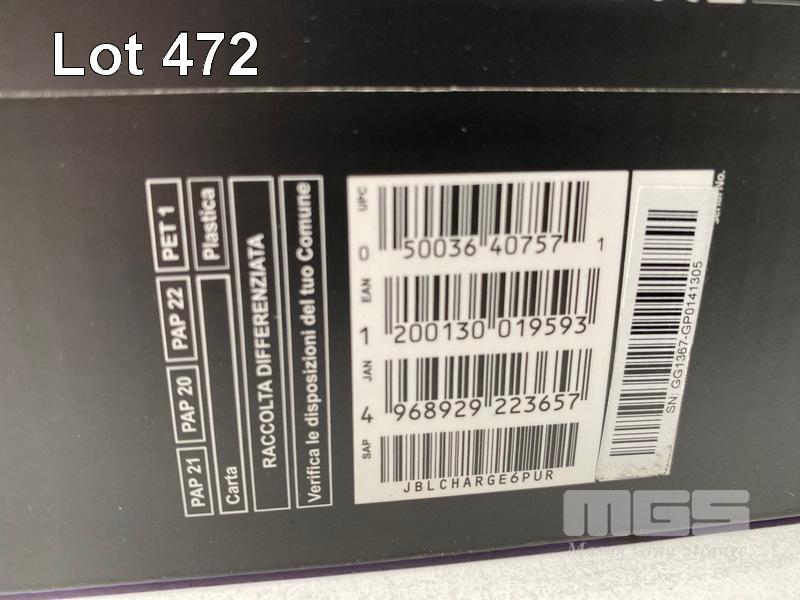 Lot 472
PET 1
Plastica
PAP 22
PAP 20
PAP 21
Carta
RACCOLTA DIFFERENZIATA
Verifica le disposizioni del tuo Comune
UPC
0 50036 40757 1
EAN
1 200130 019593
JAN
4 968929 223657
SAP
JBLCHARGE6PUR
Serial No.
SN: GG1367-GP0141305
MGS